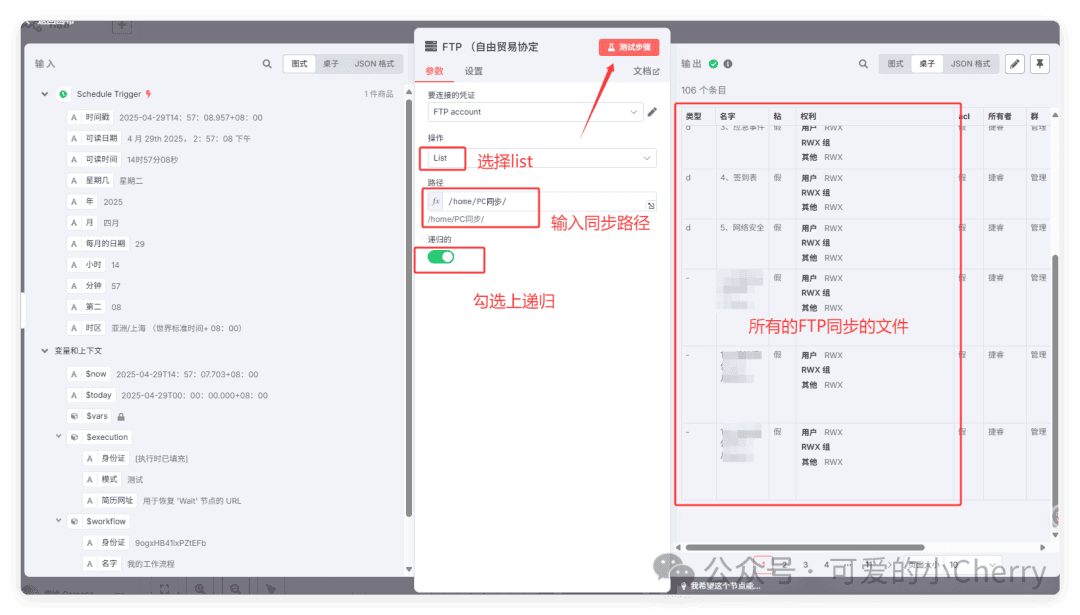 输入
图式 桌子 JSON 格式
Schedule Trigger 1 件商品
A 时间戳 2025-04-29T14：57：08.957+08：00
A 可读日期 4 月 29th 2025， 2：57：08 下午
A 可读时间 14时57分08秒
A 星期几 星期二
A 年 2025
A 月 四月
A 每月的日期 29
A 小时 14
A 分钟 57
A 第二 08
A 时区 亚洲/上海 （世界标准时间+ 08：00）
变量和上下文
A $now 2025-04-29T14：57：07.703+08：00
A $today 2025-04-29T00：00：00.000+08：00
$vars
$execution
A 身份证 [执行时已填充]
A 模式 测试
A 简历网址 用于恢复 'Wait' 节点的 URL
$workflow
A 身份证 9ogxHB41ixPZtEFb
A 名字 我的工作流程
FTP （自由贸易协定
测试步骤
参数 设置 文档
要连接的凭证
FTP account
操作
List
选择list
路径
fx /home/PC同步/
/home/PC同步/
输入同步路径
递归的
勾选上递归
输出
图式 桌子 JSON 格式
106 个条目
类型 名字 粘 权利 acl 所有者 群
d 3、应急事件 假 用户 RWX 假 捷睿 管理
RWX 组
其他 RWX
d 4、签到表 假 用户 RWX 假 捷睿 管理
RWX 组
其他 RWX
d 5、网络安全 假 用户 RWX 假 捷睿 管理
RWX 组
其他 RWX
- 假 用户 RWX 假 捷睿 管理
RWX 组
其他 RWX
所有的FTP同步的文件
- 假 用户 RWX 假 捷睿 管理
RWX 组
其他 RWX
- 假 用户 RWX 假 捷睿 管理
RWX 组
其他 RWX
1 2 3 4 ... 11 页面大小 10
公众号 · 可爱的小Cherry
我希望这个节点能...